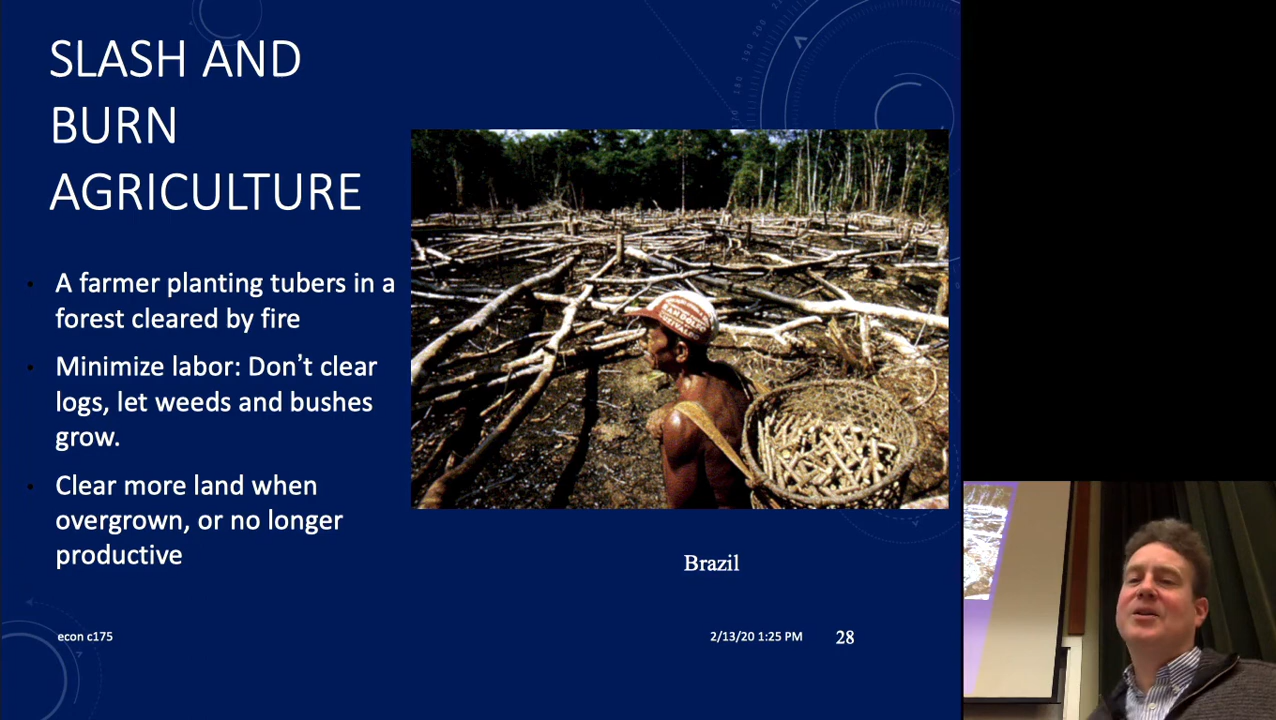 SLASH AND
BURN
AGRICULTURE
A farmer planting tubers in a
forest cleared by fire
Minimize labor: Don’t clear
logs, let weeds and bushes
grow.
Clear more land when
overgrown, or no longer
productive
Brazil
econ c175
2/13/20 1:25 PM
28